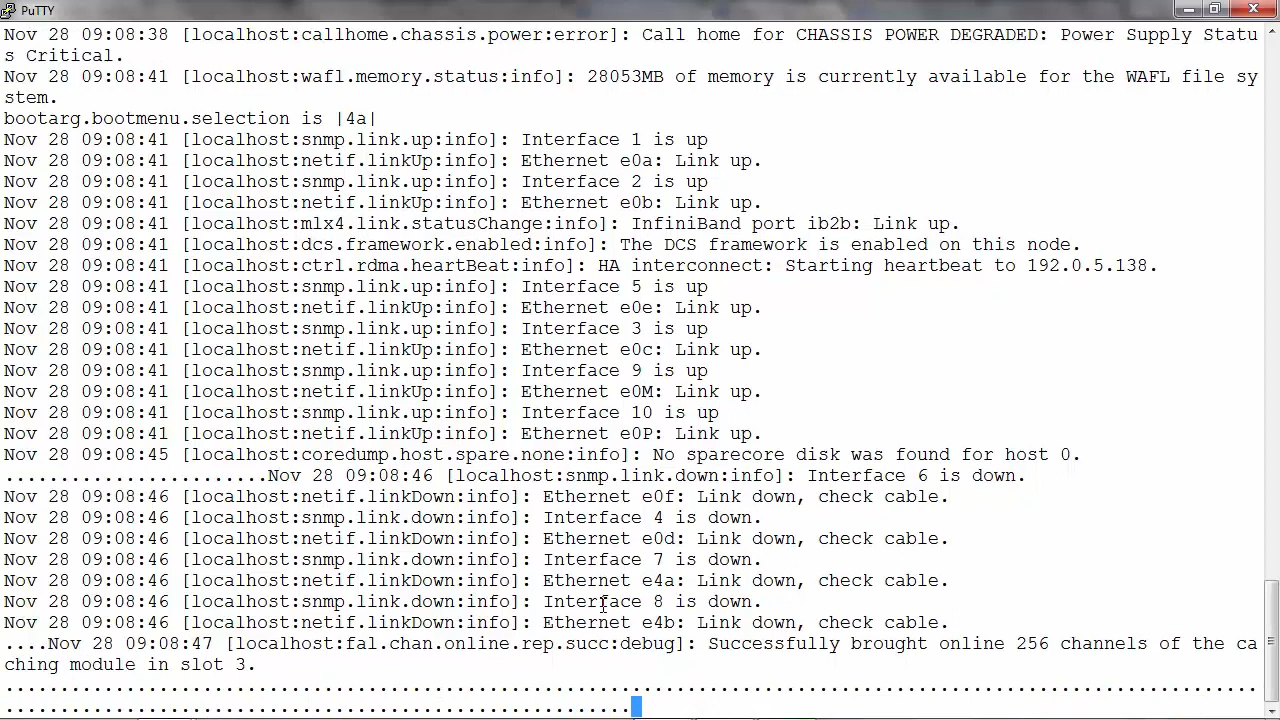 PuTTY
Nov 28 09:08:38 [localhost:callhome.chassis.power:error]: Call home for CHASSIS POWER DEGRADED: Power Supply Statu
s Critical.
Nov 28 09:08:41 [localhost:wafl.memory.status:info]: 28053MB of memory is currently available for the WAFL file sy
stem.
bootarg.bootmenu.selection is |4a|
Nov 28 09:08:41 [localhost:snmp.link.up:info]: Interface 1 is up
Nov 28 09:08:41 [localhost:netif.linkUp:info]: Ethernet e0a: Link up.
Nov 28 09:08:41 [localhost:snmp.link.up:info]: Interface 2 is up
Nov 28 09:08:41 [localhost:netif.linkUp:info]: Ethernet e0b: Link up.
Nov 28 09:08:41 [localhost:mlx4.link.statusChange:info]: InfiniBand port ib2b: Link up.
Nov 28 09:08:41 [localhost:dcs.framework.enabled:info]: The DCS framework is enabled on this node.
Nov 28 09:08:41 [localhost:ctrl.rdma.heartBeat:info]: HA interconnect: Starting heartbeat to 192.0.5.138.
Nov 28 09:08:41 [localhost:snmp.link.up:info]: Interface 5 is up
Nov 28 09:08:41 [localhost:netif.linkUp:info]: Ethernet e0e: Link up.
Nov 28 09:08:41 [localhost:snmp.link.up:info]: Interface 3 is up
Nov 28 09:08:41 [localhost:netif.linkUp:info]: Ethernet e0c: Link up.
Nov 28 09:08:41 [localhost:snmp.link.up:info]: Interface 9 is up
Nov 28 09:08:41 [localhost:netif.linkUp:info]: Ethernet e0M: Link up.
Nov 28 09:08:41 [localhost:snmp.link.up:info]: Interface 10 is up
Nov 28 09:08:41 [localhost:netif.linkUp:info]: Ethernet e0P: Link up.
Nov 28 09:08:45 [localhost:coredump.host.spare.none:info]: No sparecore disk was found for host 0.
........................Nov 28 09:08:46 [localhost:snmp.link.down:info]: Interface 6 is down.
Nov 28 09:08:46 [localhost:netif.linkDown:info]: Ethernet e0f: Link down, check cable.
Nov 28 09:08:46 [localhost:snmp.link.down:info]: Interface 4 is down.
Nov 28 09:08:46 [localhost:netif.linkDown:info]: Ethernet e0d: Link down, check cable.
Nov 28 09:08:46 [localhost:snmp.link.down:info]: Interface 7 is down.
Nov 28 09:08:46 [localhost:netif.linkDown:info]: Ethernet e4a: Link down, check cable.
Nov 28 09:08:46 [localhost:snmp.link.down:info]: Interface 8 is down.
Nov 28 09:08:46 [localhost:netif.linkDown:info]: Ethernet e4b: Link down, check cable.
....Nov 28 09:08:47 [localhost:fal.chan.online.rep.succ:debug]: Successfully brought online 256 channels of the ca
ching module in slot 3.
..................................................................................................................
.........................................................